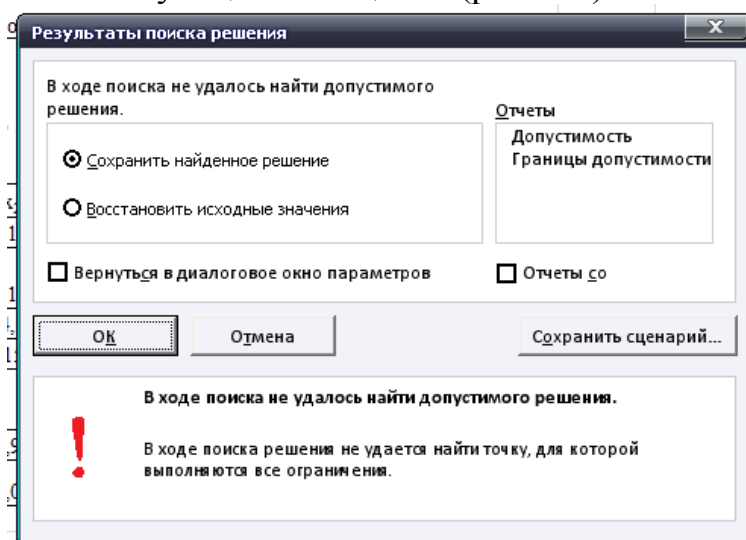 Результаты поиска решения
В ходе поиска не удалось найти допустимого
решения.
Отчеты
Допустимость
Границы допустимости
Сохранить найденное решение
Восстановить исходные значения
Вернуться в диалоговое окно параметров
Отчеты со
ОК
Отмена
Сохранить сценарий...
В ходе поиска не удалось найти допустимого решения.
В ходе поиска решения не удается найти точку, для которой
выполняются все ограничения.